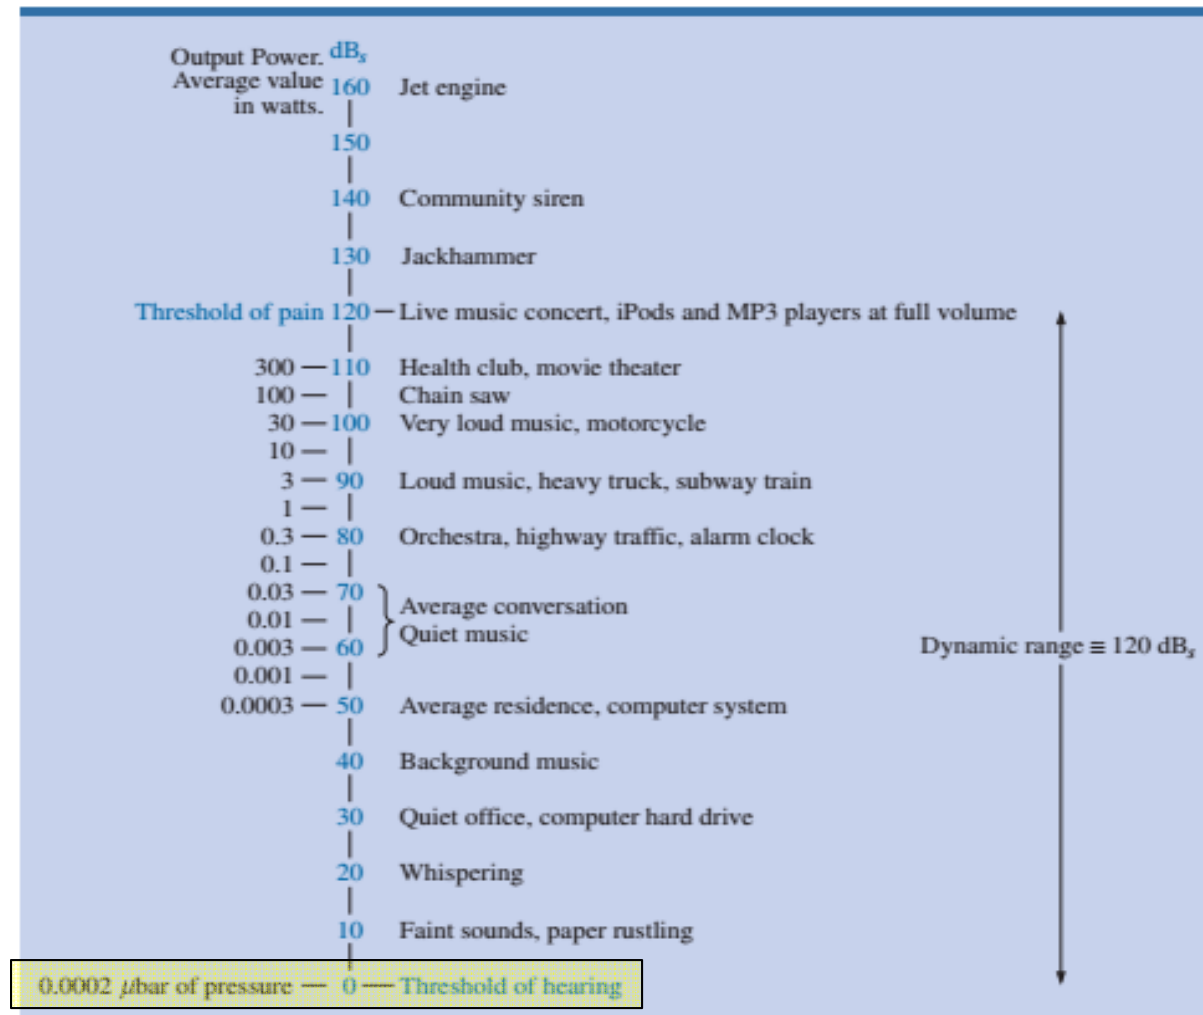 Output Power. dBs
Average value 160 Jet engine
in watts.
150
140 Community siren
130 Jackhammer
Threshold of pain 120 — Live music concert, iPods and MP3 players at full volume
300 — 110 Health club, movie theater
100 — Chain saw
30 — 100 Very loud music, motorcycle
10 —
3 — 90 Loud music, heavy truck, subway train
1 —
0.3 — 80 Orchestra, highway traffic, alarm clock
0.1 —
0.03 — 70
Average conversation
0.01 —
Quiet music
0.003 — 60
Dynamic range ≡ 120 dBs
0.001 —
0.0003 — 50 Average residence, computer system
40 Background music
30 Quiet office, computer hard drive
20 Whispering
10 Faint sounds, paper rustling
0.0002 μbar of pressure — 0 — Threshold of hearing